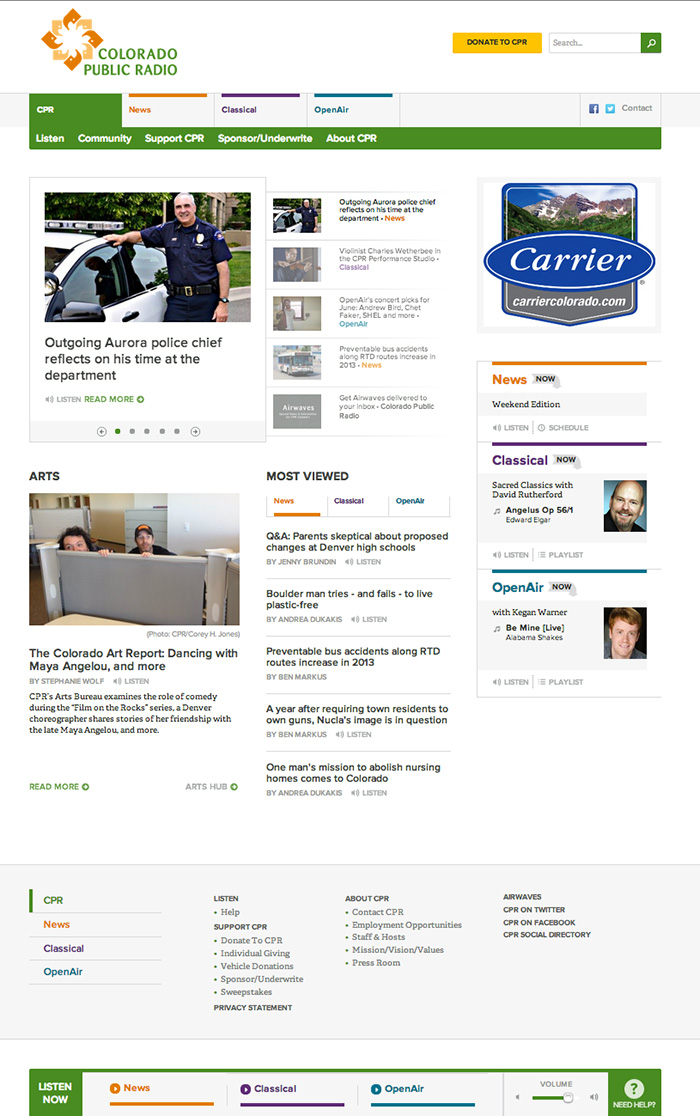 COLORADO
PUBLIC RADIO
DONATE TO CPR
Search...
CPR
News
Classical
OpenAir
Contact
Listen
Community
Support CPR
Sponsor/Underwrite
About CPR
Outgoing Aurora police chief
reflects on his time at the
department
LISTEN READ MORE
Outgoing Aurora police chief
reflects on his time at the
department • News
Violinist Charles Wetherbee in
the CPR Performance Studio •
Classical
OpenAir's concert picks for
June: Andrew Bird, Chet
Faker, SHEL and more •
OpenAir
Preventable bus accidents
along RTD routes increase in
2013 • News
Airwaves
Get Airwaves delivered to
your inbox • Colorado Public
Radio
Carrier
carriercolorado.com
News NOW
Weekend Edition
LISTEN SCHEDULE
Classical NOW
Sacred Classics with
David Rutherford
Angelus Op 56/1
Edward Elgar
LISTEN PLAYLIST
OpenAir NOW
with Kegan Warner
Be Mine [Live]
Alabama Shakes
LISTEN PLAYLIST
ARTS
(Photo: CPR/Corey H. Jones)
The Colorado Art Report: Dancing with
Maya Angelou, and more
BY STEPHANIE WOLF LISTEN
CPR's Arts Bureau examines the role of comedy
during the "Film on the Rocks" series, a Denver
choreographer shares stories of her friendship with
the late Maya Angelou, and more.
READ MORE
ARTS HUB
MOST VIEWED
News
Classical
OpenAir
Q&A: Parents skeptical about proposed
changes at Denver high schools
BY JENNY BRUNDIN LISTEN
Boulder man tries - and fails - to live
plastic-free
BY ANDREA DUKAKIS LISTEN
Preventable bus accidents along RTD
routes increase in 2013
BY BEN MARKUS
A year after requiring town residents to
own guns, Nucla's image is in question
BY BEN MARKUS LISTEN
One man's mission to abolish nursing
homes comes to Colorado
BY ANDREA DUKAKIS LISTEN
CPR
News
Classical
OpenAir
LISTEN
• Help
SUPPORT CPR
• Donate To CPR
• Individual Giving
• Vehicle Donations
• Sponsor/Underwrite
• Sweepstakes
PRIVACY STATEMENT
ABOUT CPR
• Contact CPR
• Employment Opportunities
• Staff & Hosts
• Mission/Vision/Values
• Press Room
AIRWAVES
CPR ON TWITTER
CPR ON FACEBOOK
CPR SOCIAL DIRECTORY
LISTEN
NOW
News
Classical
OpenAir
VOLUME
?
NEED HELP?